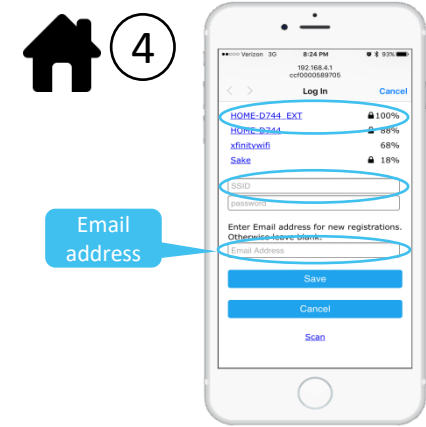 4
Verizon 3G 8:24 PM 93%
192.168.4.1
ccf0000589705
Log In Cancel
HOME-D744_EXT 100%
HOME-D744 88%
xfinitywifi 68%
Sake 18%
SSID
password
Enter Email address for new registrations.
Otherwise leave blank.
Email Address
Email
address
Save
Cancel
Scan